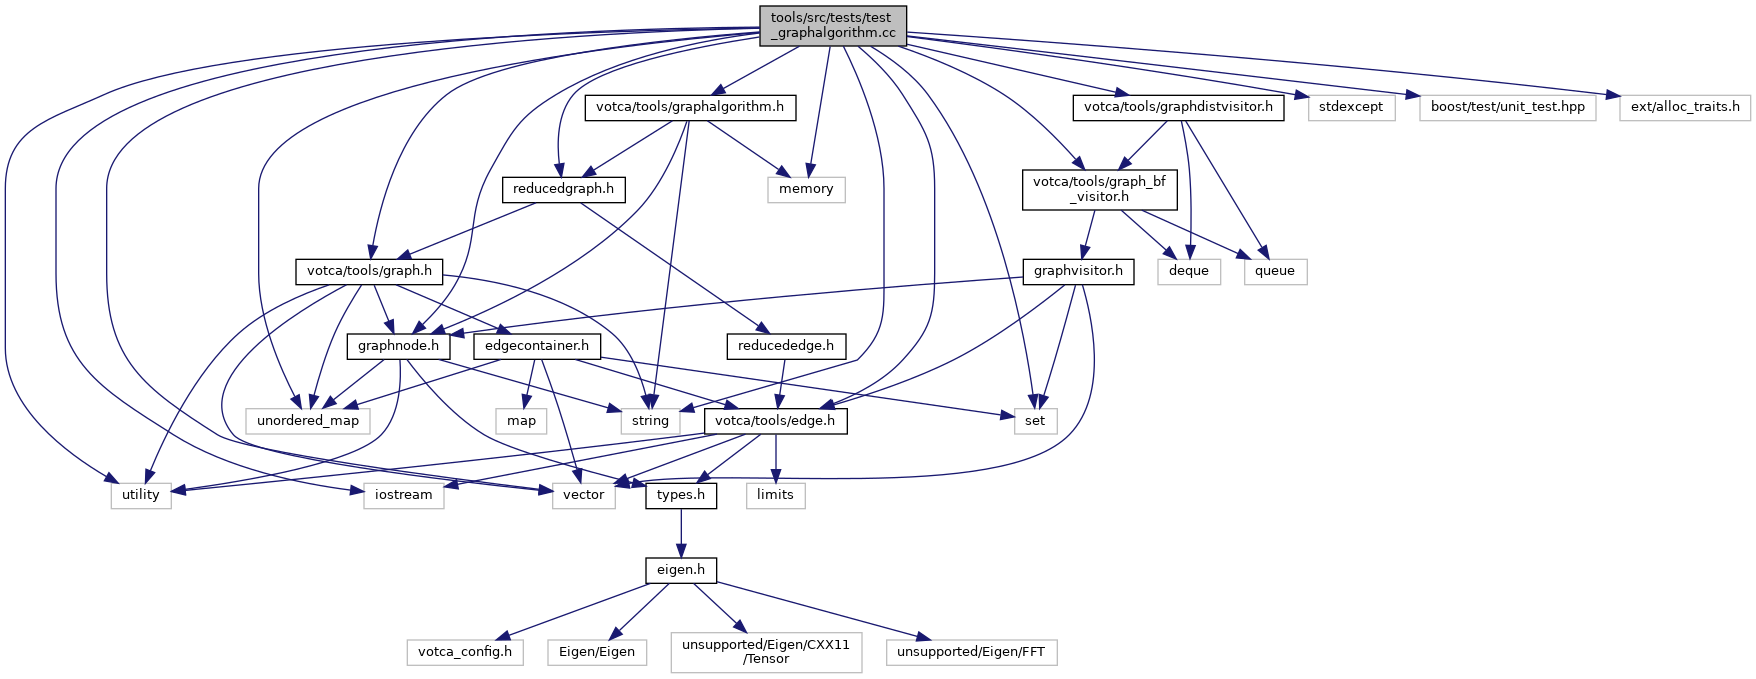 tools/src/tests/test
_graphalgorithm.cc
votca/tools/graphalgorithm.h
votca/tools/graphdistvisitor.h
stdexcept
boost/test/unit_test.hpp
ext/alloc_traits.h
reducedgraph.h
memory
votca/tools/graph_bf
_visitor.h
votca/tools/graph.h
graphvisitor.h
deque
queue
graphnode.h
edgecontainer.h
reducededge.h
unordered_map
map
string
votca/tools/edge.h
set
utility
iostream
vector
types.h
limits
eigen.h
votca_config.h
Eigen/Eigen
unsupported/Eigen/CXX11
/Tensor
unsupported/Eigen/FFT